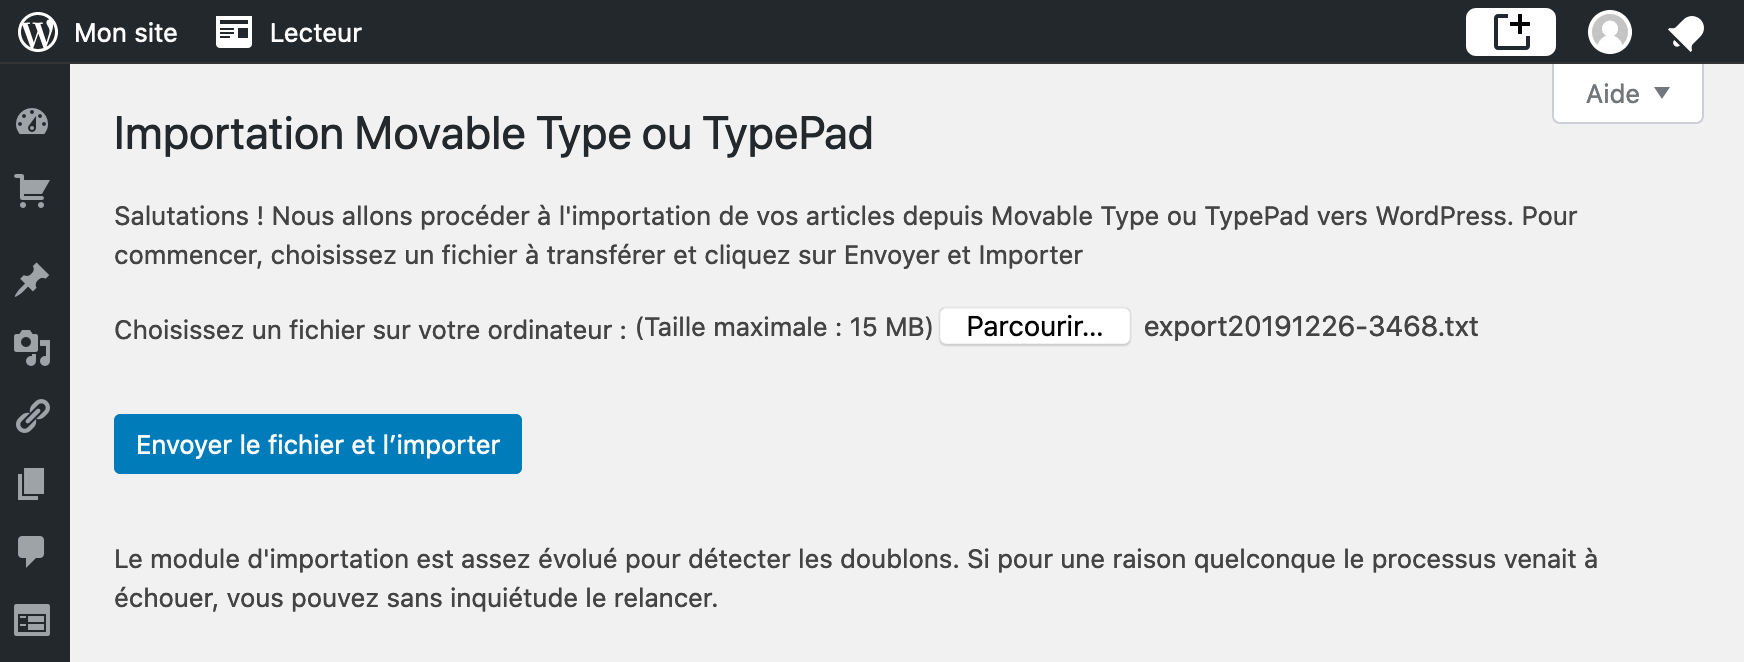 Mon site
Lecteur
Aide
Importation Movable Type ou TypePad
Salutations ! Nous allons procéder à l'importation de vos articles depuis Movable Type ou TypePad vers WordPress. Pour
commencer, choisissez un fichier à transférer et cliquez sur Envoyer et Importer
Choisissez un fichier sur votre ordinateur : (Taille maximale : 15 MB) Parcourir... export20191226-3468.txt
Envoyer le fichier et l’importer
Le module d'importation est assez évolué pour détecter les doublons. Si pour une raison quelconque le processus venait à
échouer, vous pouvez sans inquiétude le relancer.